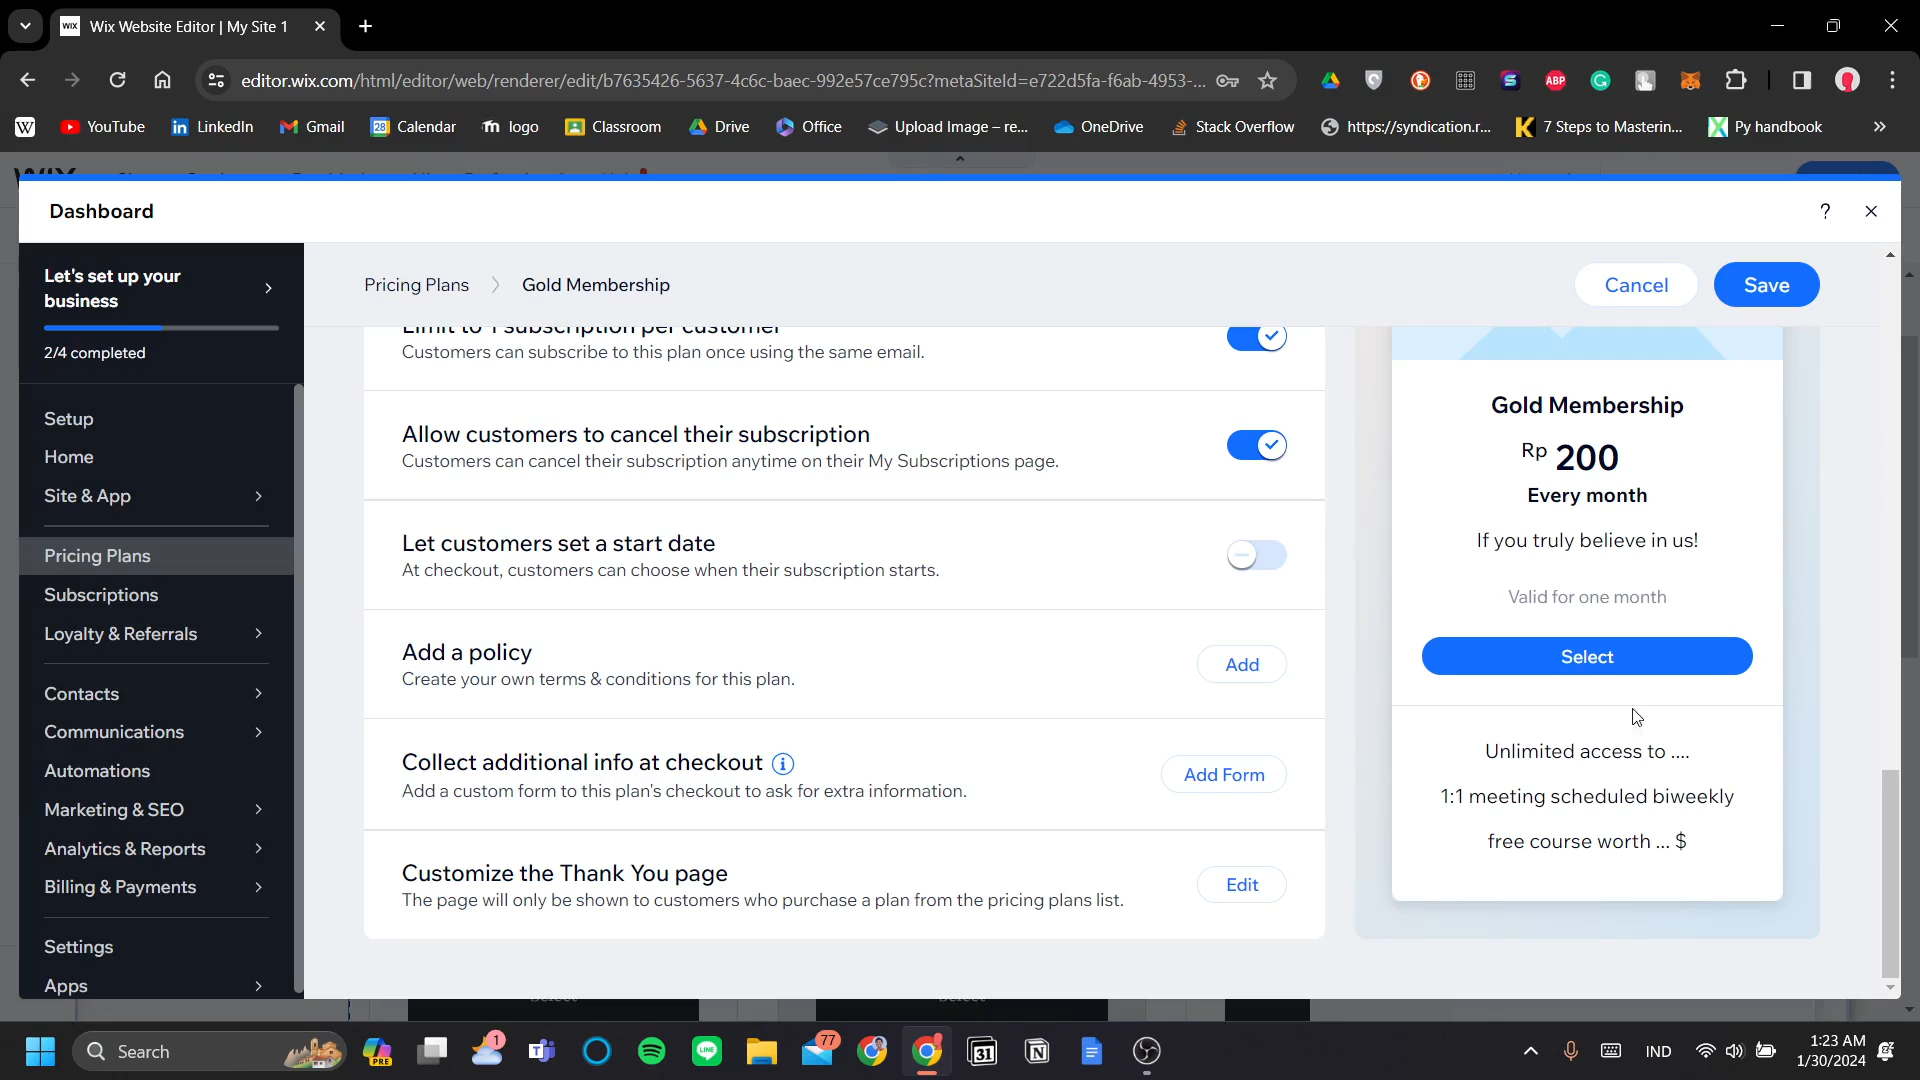 Wix Website Editor | My Site 1
editor.wix.com/html/editor/web/renderer/edit/b7635426-5637-4c6c-baec-992e57ce795c?metaSiteId=e722d5fa-f6ab-4953-...
YouTube
LinkedIn
Gmail
Calendar
logo
Classroom
Drive
Office
Upload Image – re...
OneDrive
Stack Overflow
https://syndication.r...
7 Steps to Masterin...
Py handbook
Dashboard
?
Let's set up your
business
2/4 completed
Setup
Home
Site & App
Pricing Plans
Subscriptions
Loyalty & Referrals
Contacts
Communications
Automations
Marketing & SEO
Analytics & Reports
Billing & Payments
Settings
Apps
Pricing Plans > Gold Membership
Cancel
Save
Limit to 1 subscription per customer
Customers can subscribe to this plan once using the same email.
Allow customers to cancel their subscription
Customers can cancel their subscription anytime on their My Subscriptions page.
Let customers set a start date
At checkout, customers can choose when their subscription starts.
Add a policy
Create your own terms & conditions for this plan.
Add
Collect additional info at checkout
Add a custom form to this plan's checkout to ask for extra information.
Add Form
Customize the Thank You page
The page will only be shown to customers who purchase a plan from the pricing plans list.
Edit
Gold Membership
Rp 200
Every month
If you truly believe in us!
Valid for one month
Select
Unlimited access to ....
1:1 meeting scheduled biweekly
free course worth ... $
Search
PRE
1
77
31
IND
1:23 AM
1/30/2024